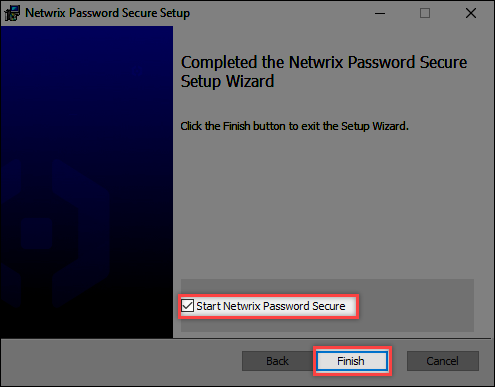 Netwrix Password Secure Setup
Completed the Netwrix Password Secure
Setup Wizard
Click the Finish button to exit the Setup Wizard.
Start Netwrix Password Secure
Back
Finish
Cancel